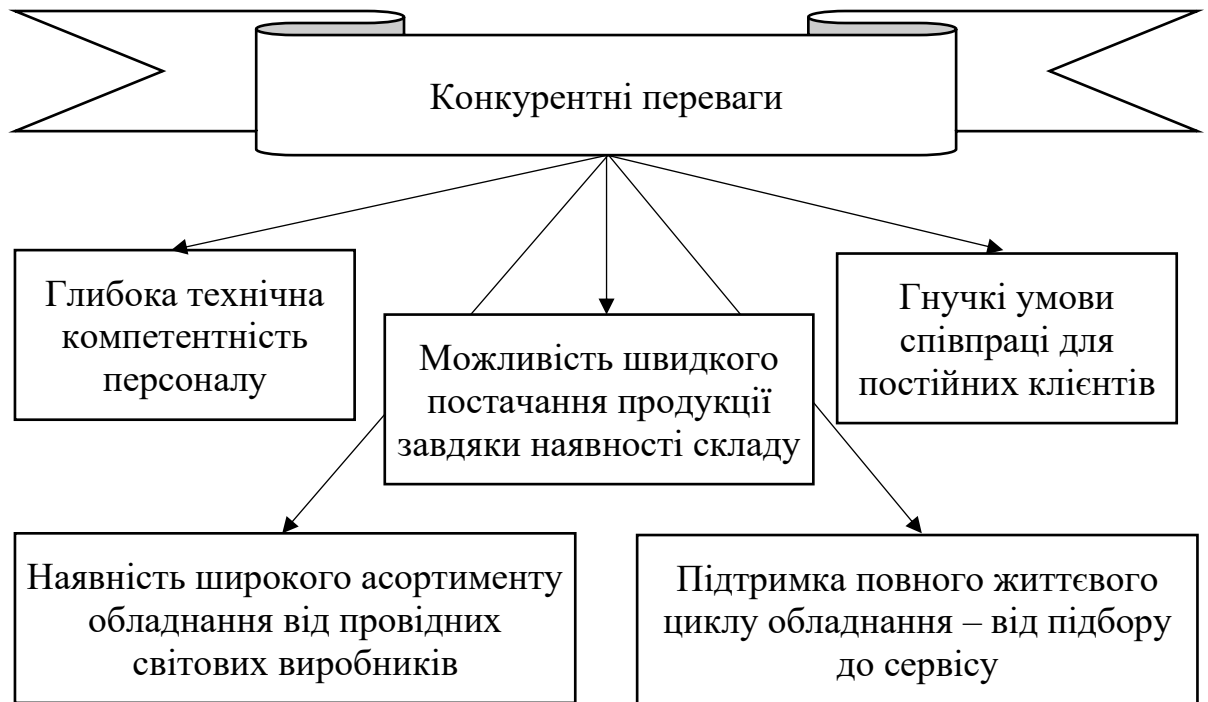 Конкурентні переваги
Глибока технічна
компетентність
персоналу
Можливість швидкого
постачання продукції
завдяки наявності складу
Гнучкі умови
співпраці для
постійних клієнтів
Наявність широкого асортименту
обладнання від провідних
світових виробників
Підтримка повного життєвого
циклу обладнання – від підбору
до сервісу